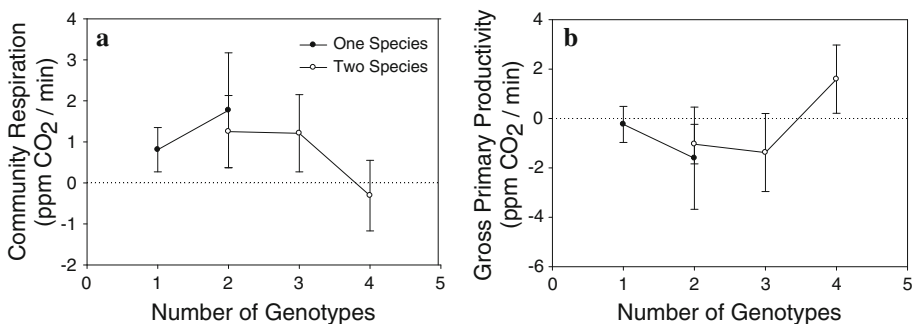 a
One Species
Two Species
Community Respiration
(ppm CO2 / min)
4
3
2
1
0
-1
-2
0 1 2 3 4 5
Number of Genotypes
b
Gross Primary Productivity
(ppm CO2 / min)
4
2
0
-2
-4
-6
0 1 2 3 4 5
Number of Genotypes